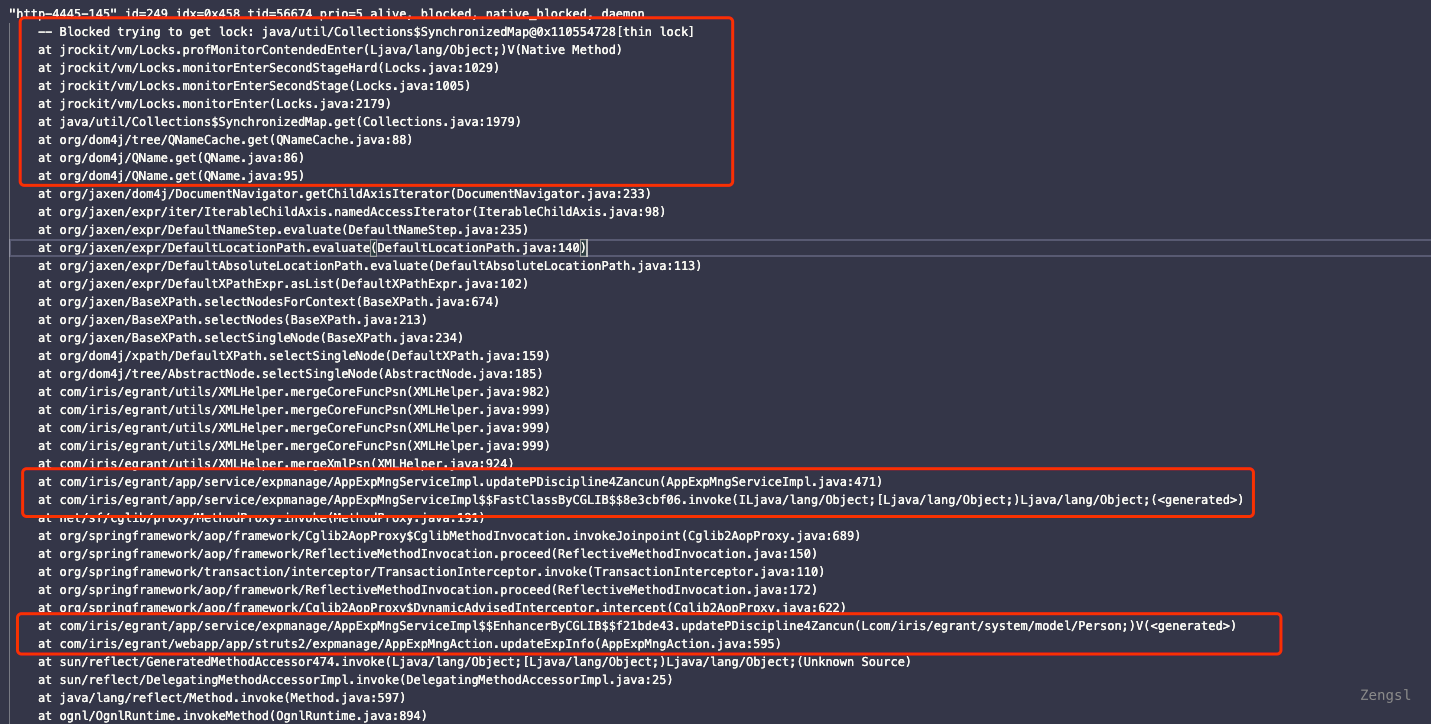 "http-4445-145" id=249 idx=0x458 tid=56674 prio=5 alive, blocked, native_blocked, daemon
-- Blocked trying to get lock: java/util/Collections$SynchronizedMap@0x110554728[thin lock]
at jrockit/vm/Locks.profMonitorContendedEnter(Ljava/lang/Object;)V(Native Method)
at jrockit/vm/Locks.monitorEnterSecondStageHard(Locks.java:1029)
at jrockit/vm/Locks.monitorEnterSecondStage(Locks.java:1005)
at jrockit/vm/Locks.monitorEnter(Locks.java:2179)
at java/util/Collections$SynchronizedMap.get(Collections.java:1979)
at org/dom4j/tree/QNameCache.get(QNameCache.java:88)
at org/dom4j/QName.get(QName.java:86)
at org/dom4j/QName.get(QName.java:95)
at org/jaxen/dom4j/DocumentNavigator.getChildAxisIterator(DocumentNavigator.java:233)
at org/jaxen/expr/iter/IterableChildAxis.namedAccessIterator(IterableChildAxis.java:98)
at org/jaxen/expr/DefaultNameStep.evaluate(DefaultNameStep.java:235)
at org/jaxen/expr/DefaultLocationPath.evaluate(DefaultLocationPath.java:140)
at org/jaxen/expr/DefaultAbsoluteLocationPath.evaluate(DefaultAbsoluteLocationPath.java:113)
at org/jaxen/expr/DefaultXPathExpr.asList(DefaultXPathExpr.java:102)
at org/jaxen/BaseXPath.selectNodesForContext(BaseXPath.java:674)
at org/jaxen/BaseXPath.selectNodes(BaseXPath.java:213)
at org/jaxen/BaseXPath.selectSingleNode(BaseXPath.java:234)
at org/dom4j/xpath/DefaultXPath.selectSingleNode(DefaultXPath.java:159)
at org/dom4j/tree/AbstractNode.selectSingleNode(AbstractNode.java:185)
at com/iris/egrant/utils/XMLHelper.mergeCoreFuncPsn(XMLHelper.java:982)
at com/iris/egrant/utils/XMLHelper.mergeCoreFuncPsn(XMLHelper.java:999)
at com/iris/egrant/utils/XMLHelper.mergeCoreFuncPsn(XMLHelper.java:999)
at com/iris/egrant/utils/XMLHelper.mergeCoreFuncPsn(XMLHelper.java:999)
at com/iris/egrant/utils/XMLHelper.mergeXmlPsn(XMLHelper.java:924)
at com/iris/egrant/app/service/expmanage/AppExpMngServiceImpl.updatePDiscipline4Zancun(AppExpMngServiceImpl.java:471)
at com/iris/egrant/app/service/expmanage/AppExpMngServiceImpl$$FastClassByCGLIB$$8e3cbf06.invoke(ILjava/lang/Object;[Ljava/lang/Object;)Ljava/lang/Object;(<generated>)
at net/sf/cglib/proxy/MethodProxy.invoke(MethodProxy.java:191)
at org/springframework/aop/framework/Cglib2AopProxy$CglibMethodInvocation.invokeJoinpoint(Cglib2AopProxy.java:689)
at org/springframework/aop/framework/ReflectiveMethodInvocation.proceed(ReflectiveMethodInvocation.java:150)
at org/springframework/transaction/interceptor/TransactionInterceptor.invoke(TransactionInterceptor.java:110)
at org/springframework/aop/framework/ReflectiveMethodInvocation.proceed(ReflectiveMethodInvocation.java:172)
at org/springframework/aop/framework/Cglib2AopProxy$DynamicAdvisedInterceptor.intercept(Cglib2AopProxy.java:622)
at com/iris/egrant/app/service/expmanage/AppExpMngServiceImpl$$EnhancerByCGLIB$$f21bde43.updatePDiscipline4Zancun(Lcom/iris/egrant/system/model/Person;)V(<generated>)
at com/iris/egrant/webapp/app/struts2/expmanage/AppExpMngAction.updateExpInfo(AppExpMngAction.java:595)
at sun/reflect/GeneratedMethodAccessor474.invoke(Ljava/lang/Object;[Ljava/lang/Object;)Ljava/lang/Object;(Unknown Source)
at sun/reflect/DelegatingMethodAccessorImpl.invoke(DelegatingMethodAccessorImpl.java:25)
at java/lang/reflect/Method.invoke(Method.java:597)
at ognl/OgnlRuntime.invokeMethod(OgnlRuntime.java:894)
Zengsl